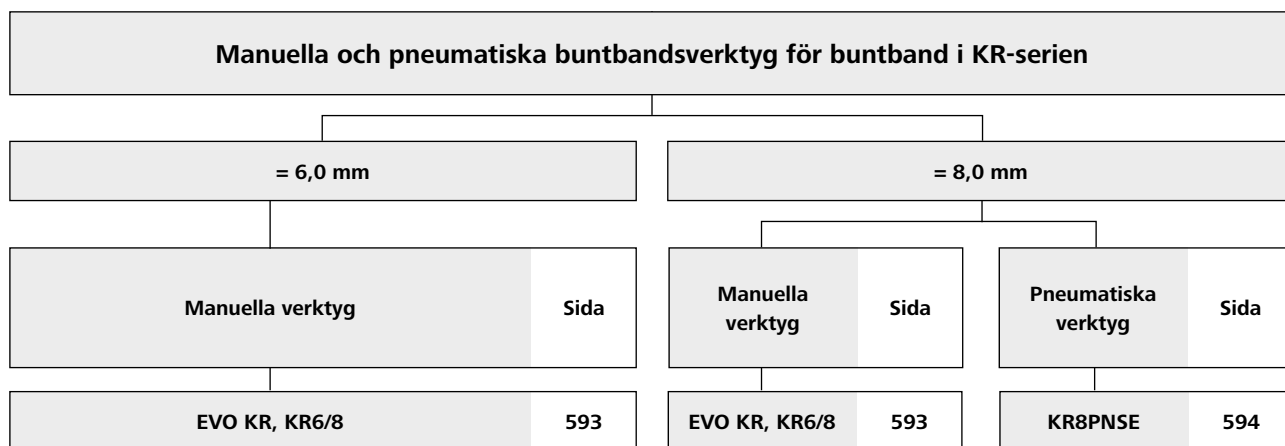 Manuella och pneumatiska buntbandsverktyg för buntband i KR-serien
= 6,0 mm
= 8,0 mm
Manuella verktyg
Sida
Manuella
verktyg
Sida
Pneumatiska
verktyg
Sida
EVO KR, KR6/8
593
EVO KR, KR6/8
593
KR8PNSE
594